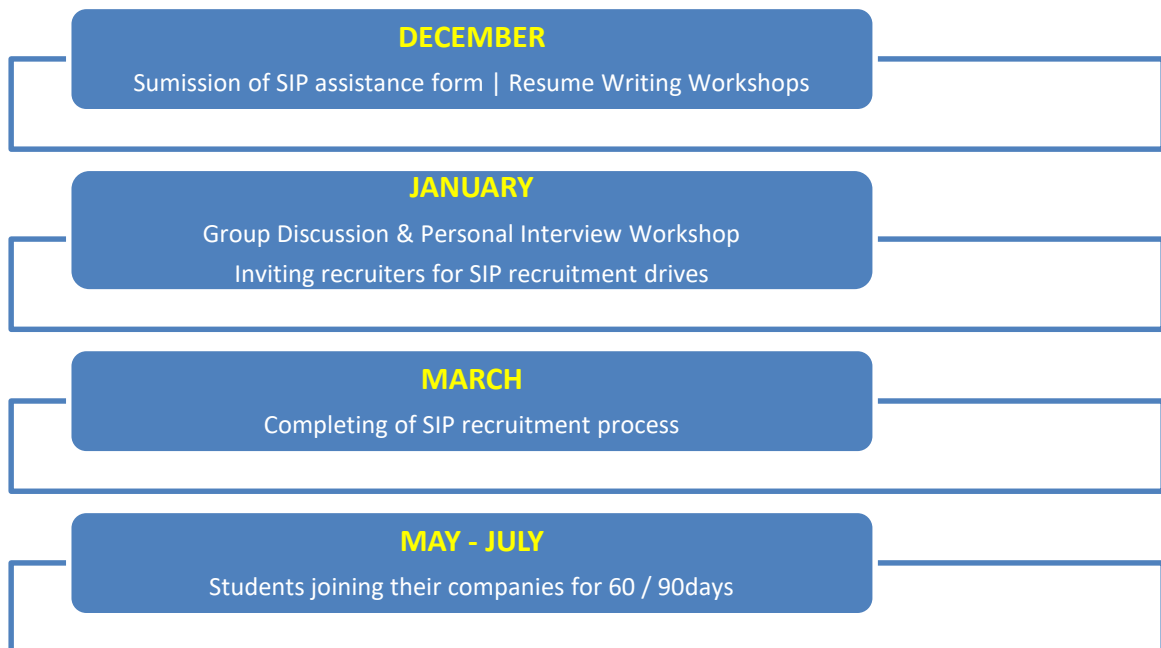 DECEMBER
Sumission of SIP assistance form | Resume Writing Workshops
JANUARY
Group Discussion & Personal Interview Workshop
Inviting recruiters for SIP recruitment drives
MARCH
Completing of SIP recruitment process
MAY - JULY
Students joining their companies for 60 / 90days